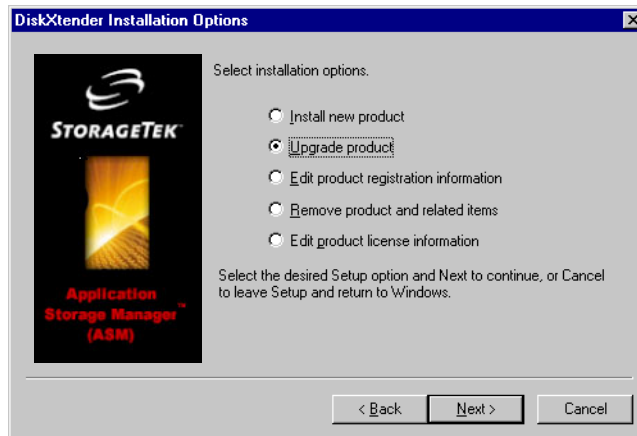 DiskXtender Installation Options
STORAGETEK
Application
Storage Manager™
(ASM)
Select installation options.
Install new product
Upgrade product
Edit product registration information
Remove product and related items
Edit product license information
Select the desired Setup option and Next to continue, or Cancel
to leave Setup and return to Windows.
< Back
Next >
Cancel